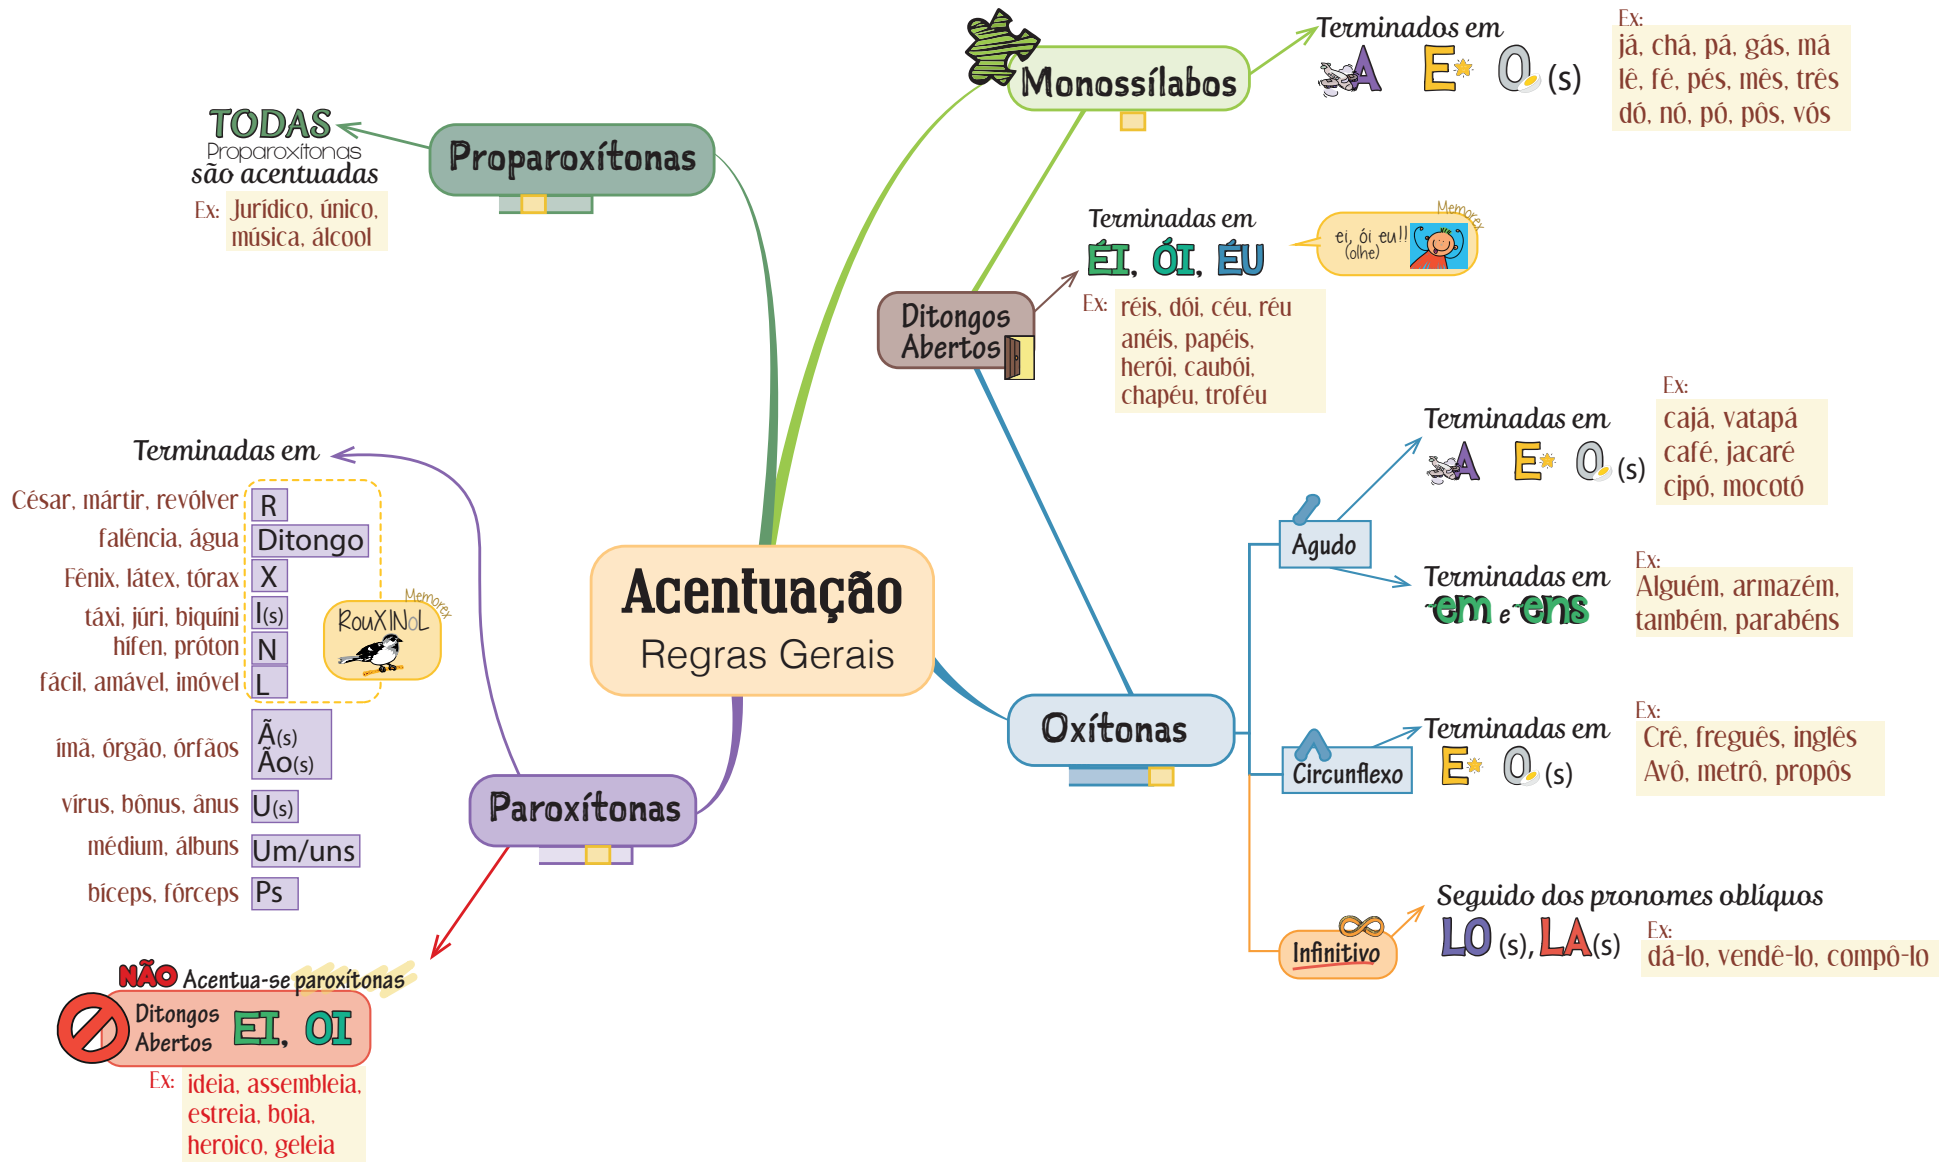 Acentuação
Regras Gerais
Monossílabos
Terminados em
A E O (s)
Ex:
já, chá, pá, gás, má
lê, fé, pés, mês, três
dó, nó, pó, pôs, vós
Proparoxítonas
TODAS
Proparoxítonas
são acentuadas
Ex: Jurídico, único,
música, álcool
Ditongos
Abertos
Terminadas em
ÉI, ÓI, ÉU
Memorex
ei, ói eu!!
(olhe)
Ex: réis, dói, céu, réu
anéis, papéis,
herói, caubói,
chapéu, troféu
Oxítonas
Agudo
Terminadas em
A E O (s)
Ex:
cajá, vatapá
café, jacaré
cipó, mocotó
Terminadas em
em e ens
Ex:
Alguém, armazém,
também, parabéns
Circunflexo
Terminadas em
E O (s)
Ex:
Crê, freguês, inglês
Avô, metrô, propôs
Infinitivo
Seguido dos pronomes oblíquos
LO (s), LA(s)
Ex:
dá-lo, vendê-lo, compô-lo
Paroxítonas
Terminadas em
César, mártir, revólver R
falência, água Ditongo
Fênix, látex, tórax X
táxi, júri, biquíni I(s)
hífen, próton N
fácil, amável, imóvel L
Memorex
RouXINoL
ímã, órgão, órfãos Ã(s)
Ão(s)
vírus, bônus, ânus U(s)
médium, álbuns Um/uns
bíceps, fórceps Ps
NÃO Acentua-se paroxítonas
Ditongos
Abertos
EI, OI
Ex: ideia, assembleia,
estreia, boia,
heroico, geleia